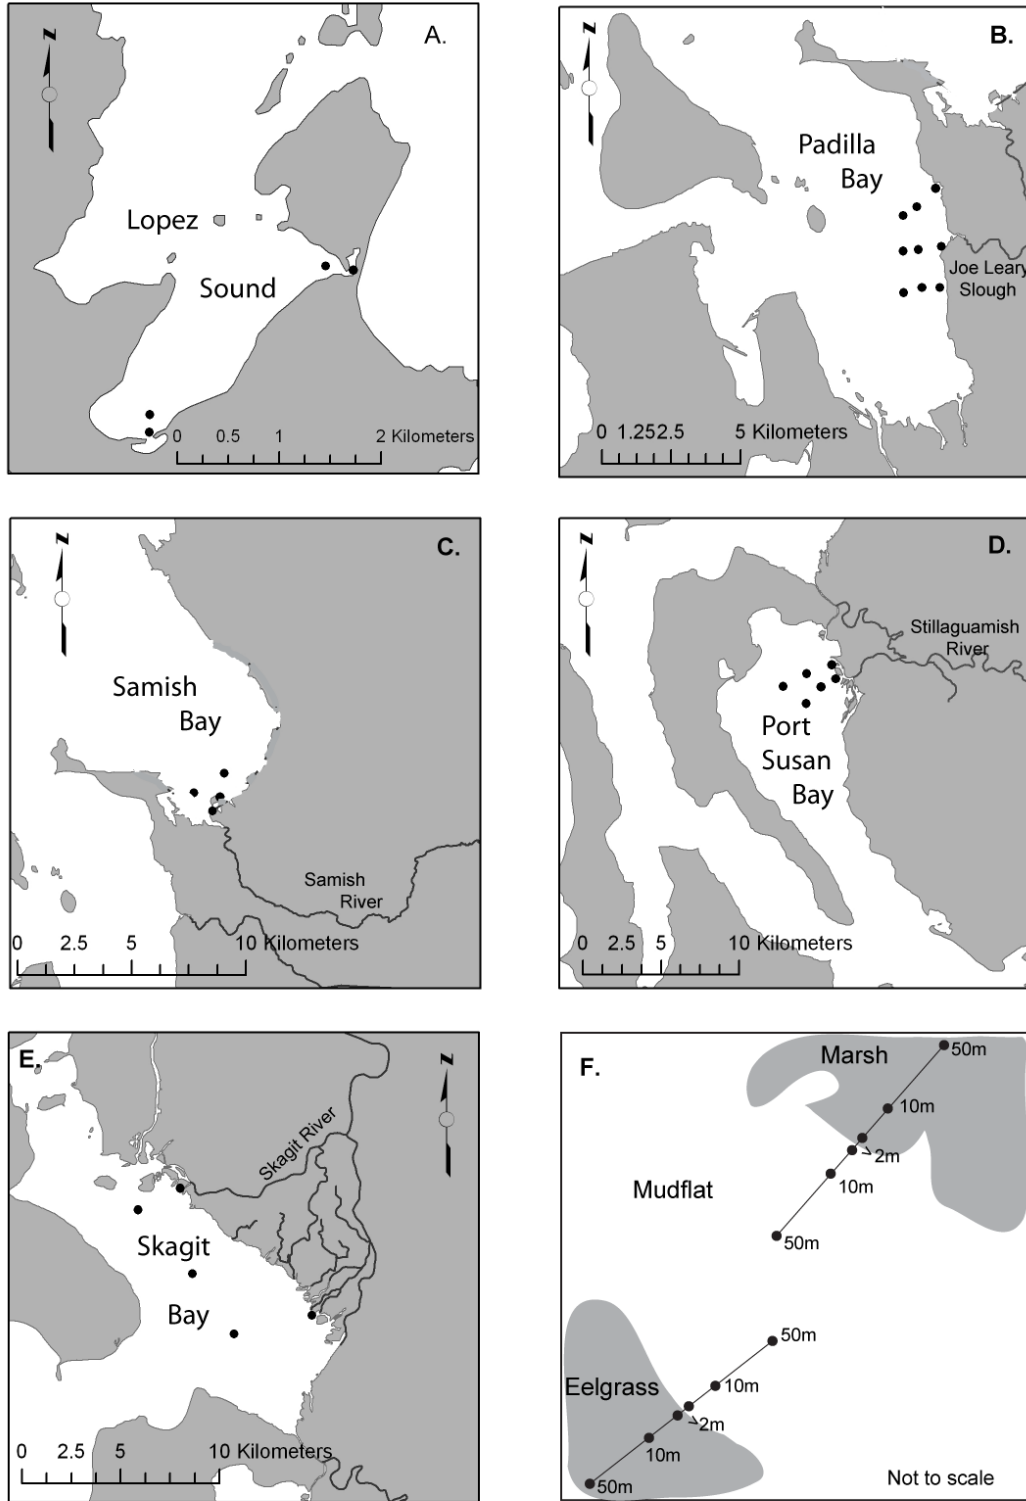 A.
N
Lopez
Sound
0 0.5 1 2 Kilometers
B.
N
Padilla
Bay
Joe Leary
Slough
0 1.25 2.5 5 Kilometers
C.
N
Samish
Bay
Samish
River
0 2.5 5 10 Kilometers
D.
N
Stillaguamish
River
Port
Susan
Bay
0 2.5 5 10 Kilometers
E.
N
Skagit River
Skagit
Bay
0 2.5 5 10 Kilometers
F.
Marsh
50m
10m
2m
10m
Mudflat
50m
50m
10m
Eelgrass
2m
10m
50m
Not to scale